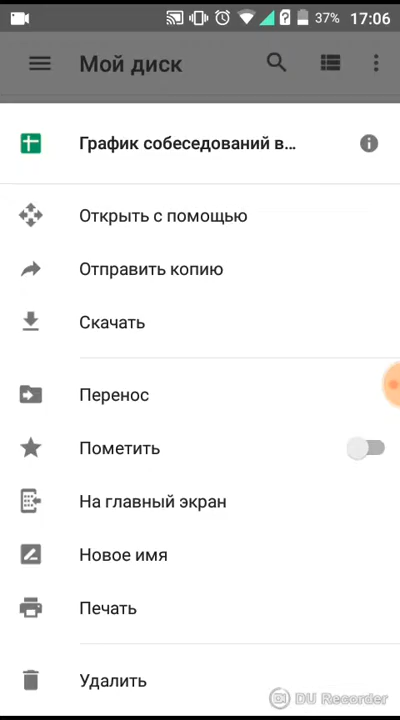 37% 17:06
Мой диск
График собеседований в...
Открыть с помощью
Отправить копию
Скачать
Перенос
Пометить
На главный экран
Новое имя
Печать
Удалить
DU Recorder